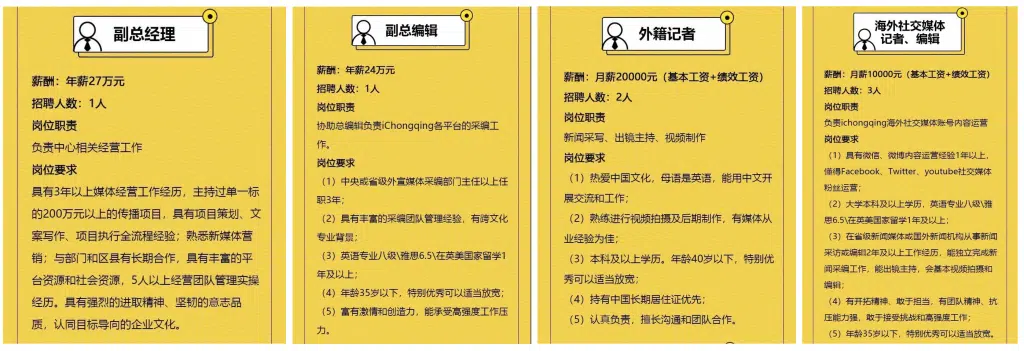 副总经理
薪酬：年薪27万元
招聘人数：1人
岗位职责
负责中心相关经营工作
岗位要求
具有3年以上媒体经营工作经历，主持过单一标
的200万元以上的传播项目，具有项目策划、文
案写作、项目执行全流程经验；熟悉新媒体营
销；与部门和区县有长期合作，具有丰富的平
台资源和社会资源，5人以上经营团队管理实操
经历。具有强烈的进取精神、坚韧的意志品
质，认同目标导向的企业文化。
副总编辑
薪酬：年薪24万元
招聘人数：1人
岗位职责
协助总编辑负责iChongqing各平台的采编工
作。
岗位要求
（1）中央或省级外宣媒体采编部门主任以上任
职3年；
（2）具有丰富的采编团队管理经验，有跨文化
专业背景；
（3）英语专业八级\雅思6.5\在英美国家留学1
年及以上；
（4）年龄35岁以下，特别优秀可以适当放宽；
（5）富有激情和创造力，能承受高强度工作压
力。
外籍记者
薪酬：月薪20000元（基本工资+绩效工资）
招聘人数：2人
岗位职责
新闻采写、出镜主持、视频制作
岗位要求
（1）热爱中国文化，母语是英语，能用中文开
展交流和工作；
（2）熟练进行视频拍摄及后期制作，有媒体从
业经验为佳；
（3）本科及以上学历。年龄40岁以下，特别优
秀可以适当放宽；
（4）持有中国长期居住证优先；
（5）认真负责，擅长沟通和团队合作。
海外社交媒体
记者、编辑
薪酬：月薪10000元（基本工资+绩效工资）
招聘人数：3人
岗位职责
负责ichongqing海外社交媒体账号内容运营
岗位要求
（1）具有微信、微博内容运营经验1年以上，
懂得Facebook、Twitter、youtube社交媒体
粉丝运营；
（2）大学本科及以上学历，英语专业八级\雅
思6.5\在英美国家留学1年及以上；
（3）在省级新闻媒体或国外新闻机构从事新闻
采访或编辑2年及以上工作经历，能独立完成新
闻采编工作，能出镜主持，会基本视频拍摄和
编辑；
（4）有开拓精神、敢于担当，有团队精神、抗
压能力强，敢于接受挑战和高强度工作；
（5）年龄35岁以下，特别优秀可以适当放宽。